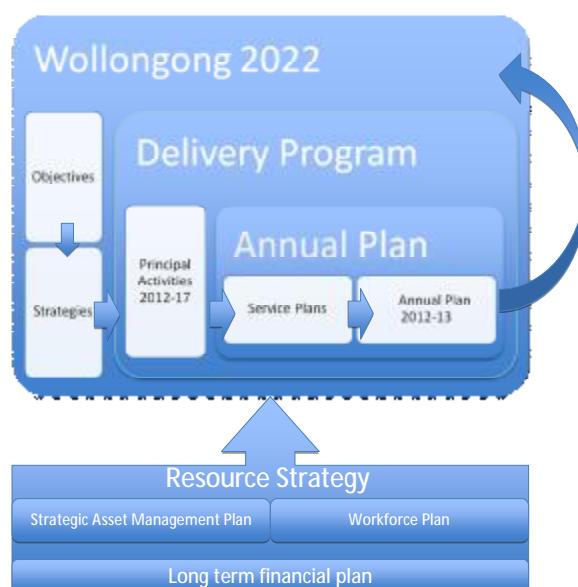 Wollongong 2022
Objectives
Strategies
Delivery Program
Principal
Activities
2012-17
Annual Plan
Service Plans
Annual Plan
2012-13
Resource Strategy
Strategic Asset Management Plan
Workforce Plan
Long term financial plan